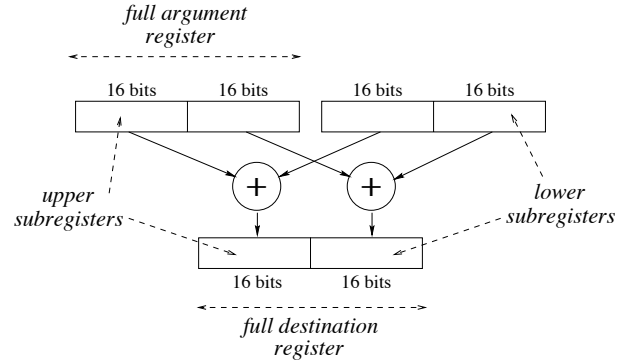 full argument
register
16 bits 16 bits 16 bits 16 bits
+ +
upper
subregisters
lower
subregisters
16 bits 16 bits
full destination
register